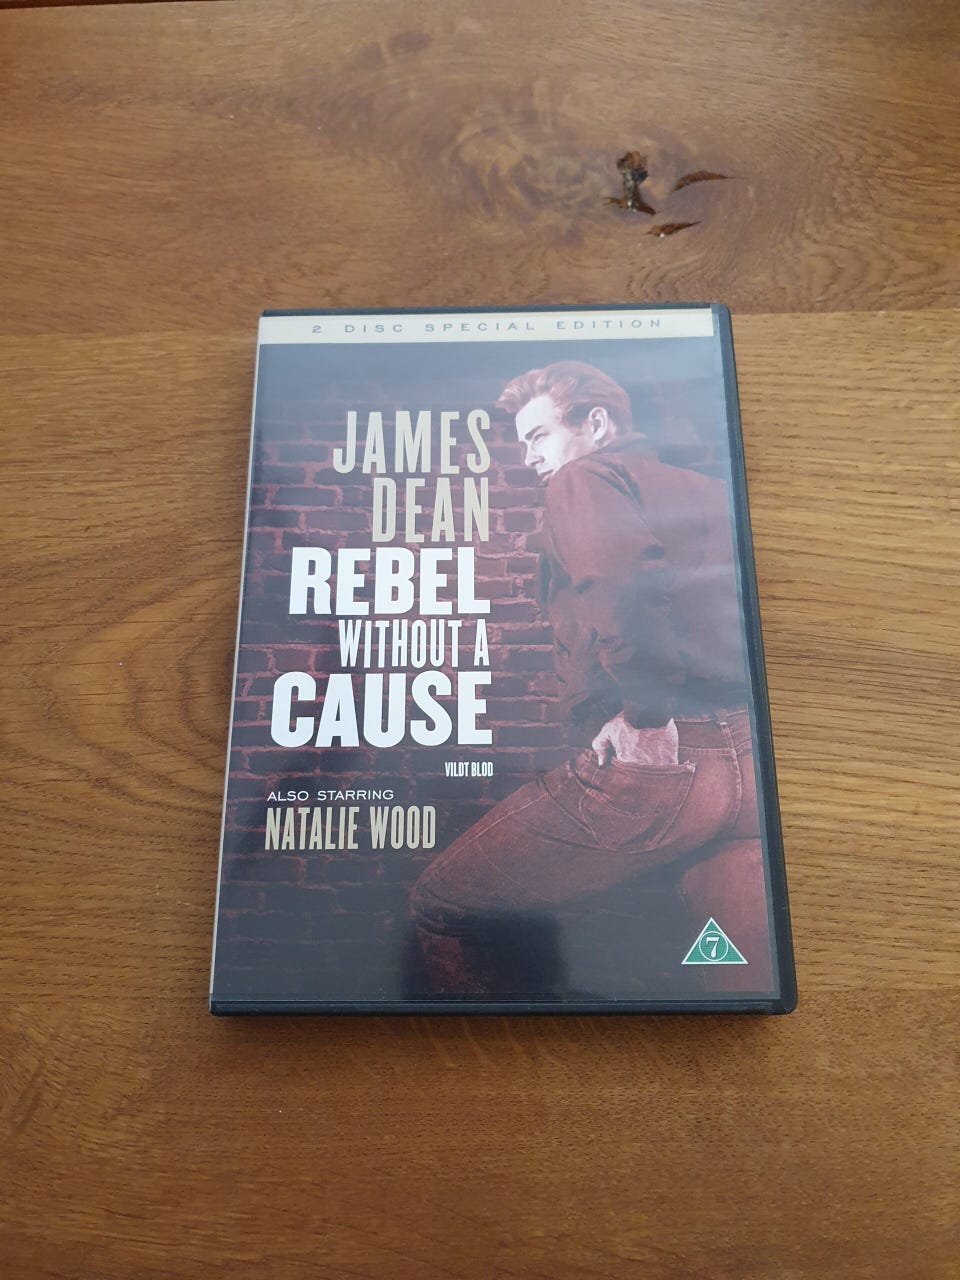 2 DISC SPECIAL EDITION
JAMES
DEAN
REBEL
WITHOUT A
CAUSE
VILDT BLOD
ALSO STARRING
NATALIE WOOD
7